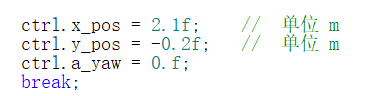 ctrl.x_pos = 2.1f;    //  单位 m
ctrl.y_pos = -0.2f;   //  单位 m
ctrl.a_yaw = 0.f;
break;